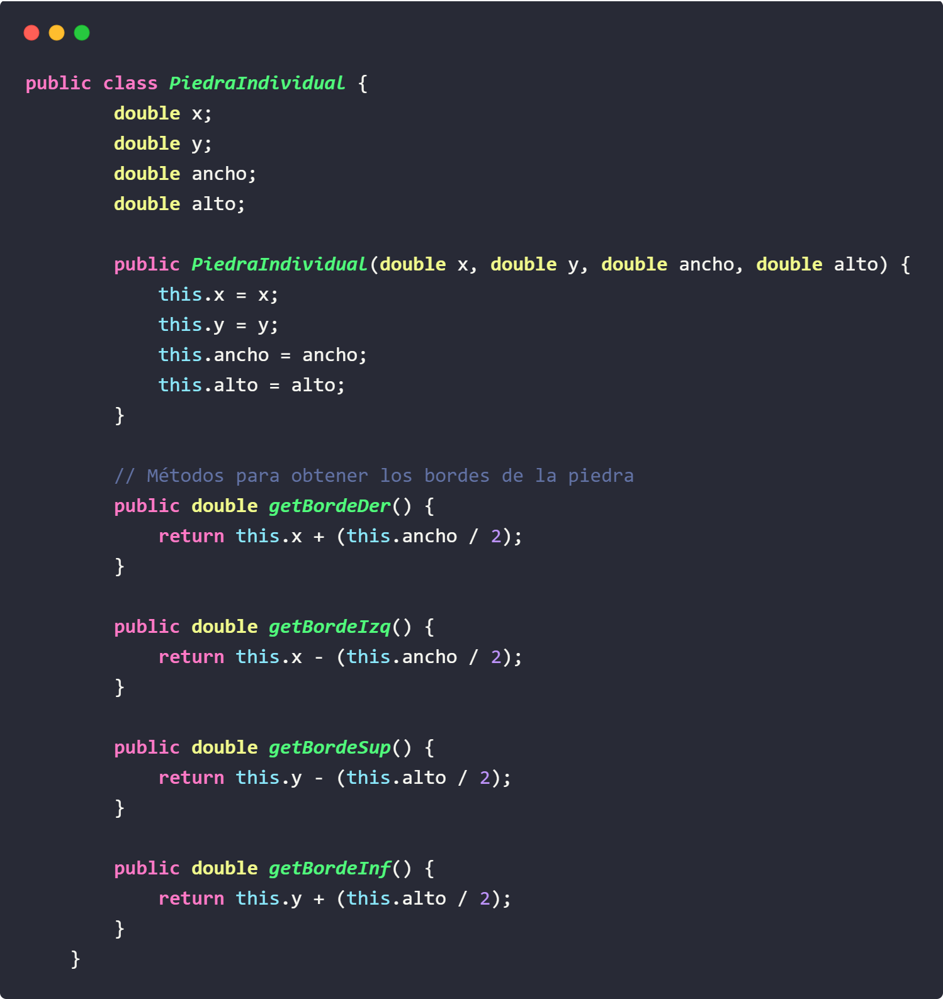 public class PiedraIndividual {
        double x;
        double y;
        double ancho;
        double alto;

        public PiedraIndividual(double x, double y, double ancho, double alto) {
            this.x = x;
            this.y = y;
            this.ancho = ancho;
            this.alto = alto;
        }

        // Métodos para obtener los bordes de la piedra
        public double getBordeDer() {
            return this.x + (this.ancho / 2);
        }

        public double getBordeIzq() {
            return this.x - (this.ancho / 2);
        }

        public double getBordeSup() {
            return this.y - (this.alto / 2);
        }

        public double getBordeInf() {
            return this.y + (this.alto / 2);
        }
    }